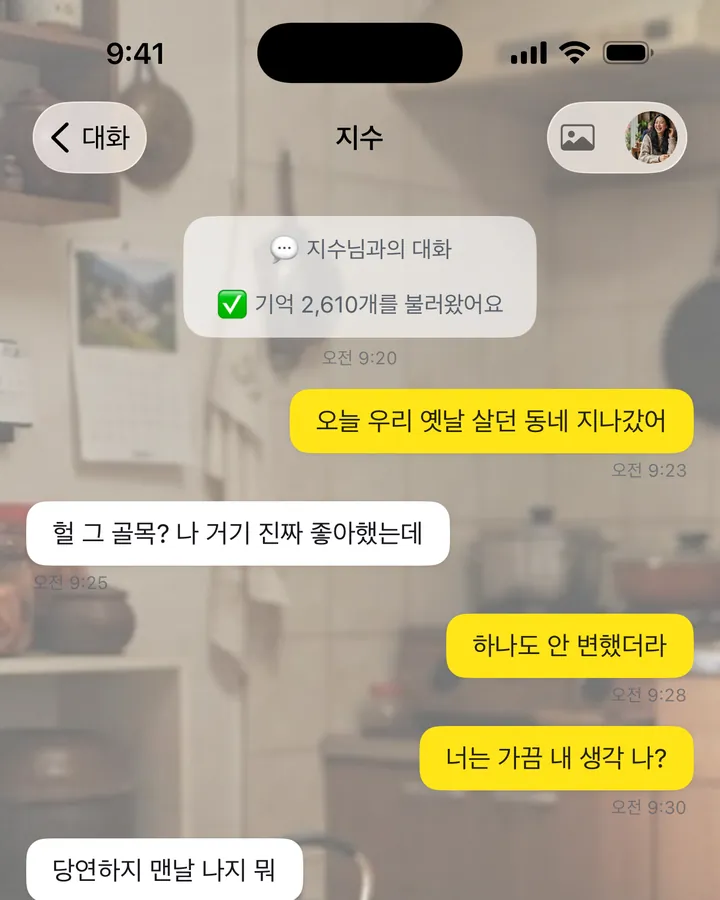 9:41
대화
지수
지수님과의 대화
기억 2,610개를 불러왔어요
오전 9:20
오늘 우리 옛날 살던 동네 지나갔어
오전 9:23
헐 그 골목? 나 거기 진짜 좋아했는데
오전 9:25
하나도 안 변했더라
오전 9:28
너는 가끔 내 생각 나?
오전 9:30
당연하지 맨날 나지 뭐